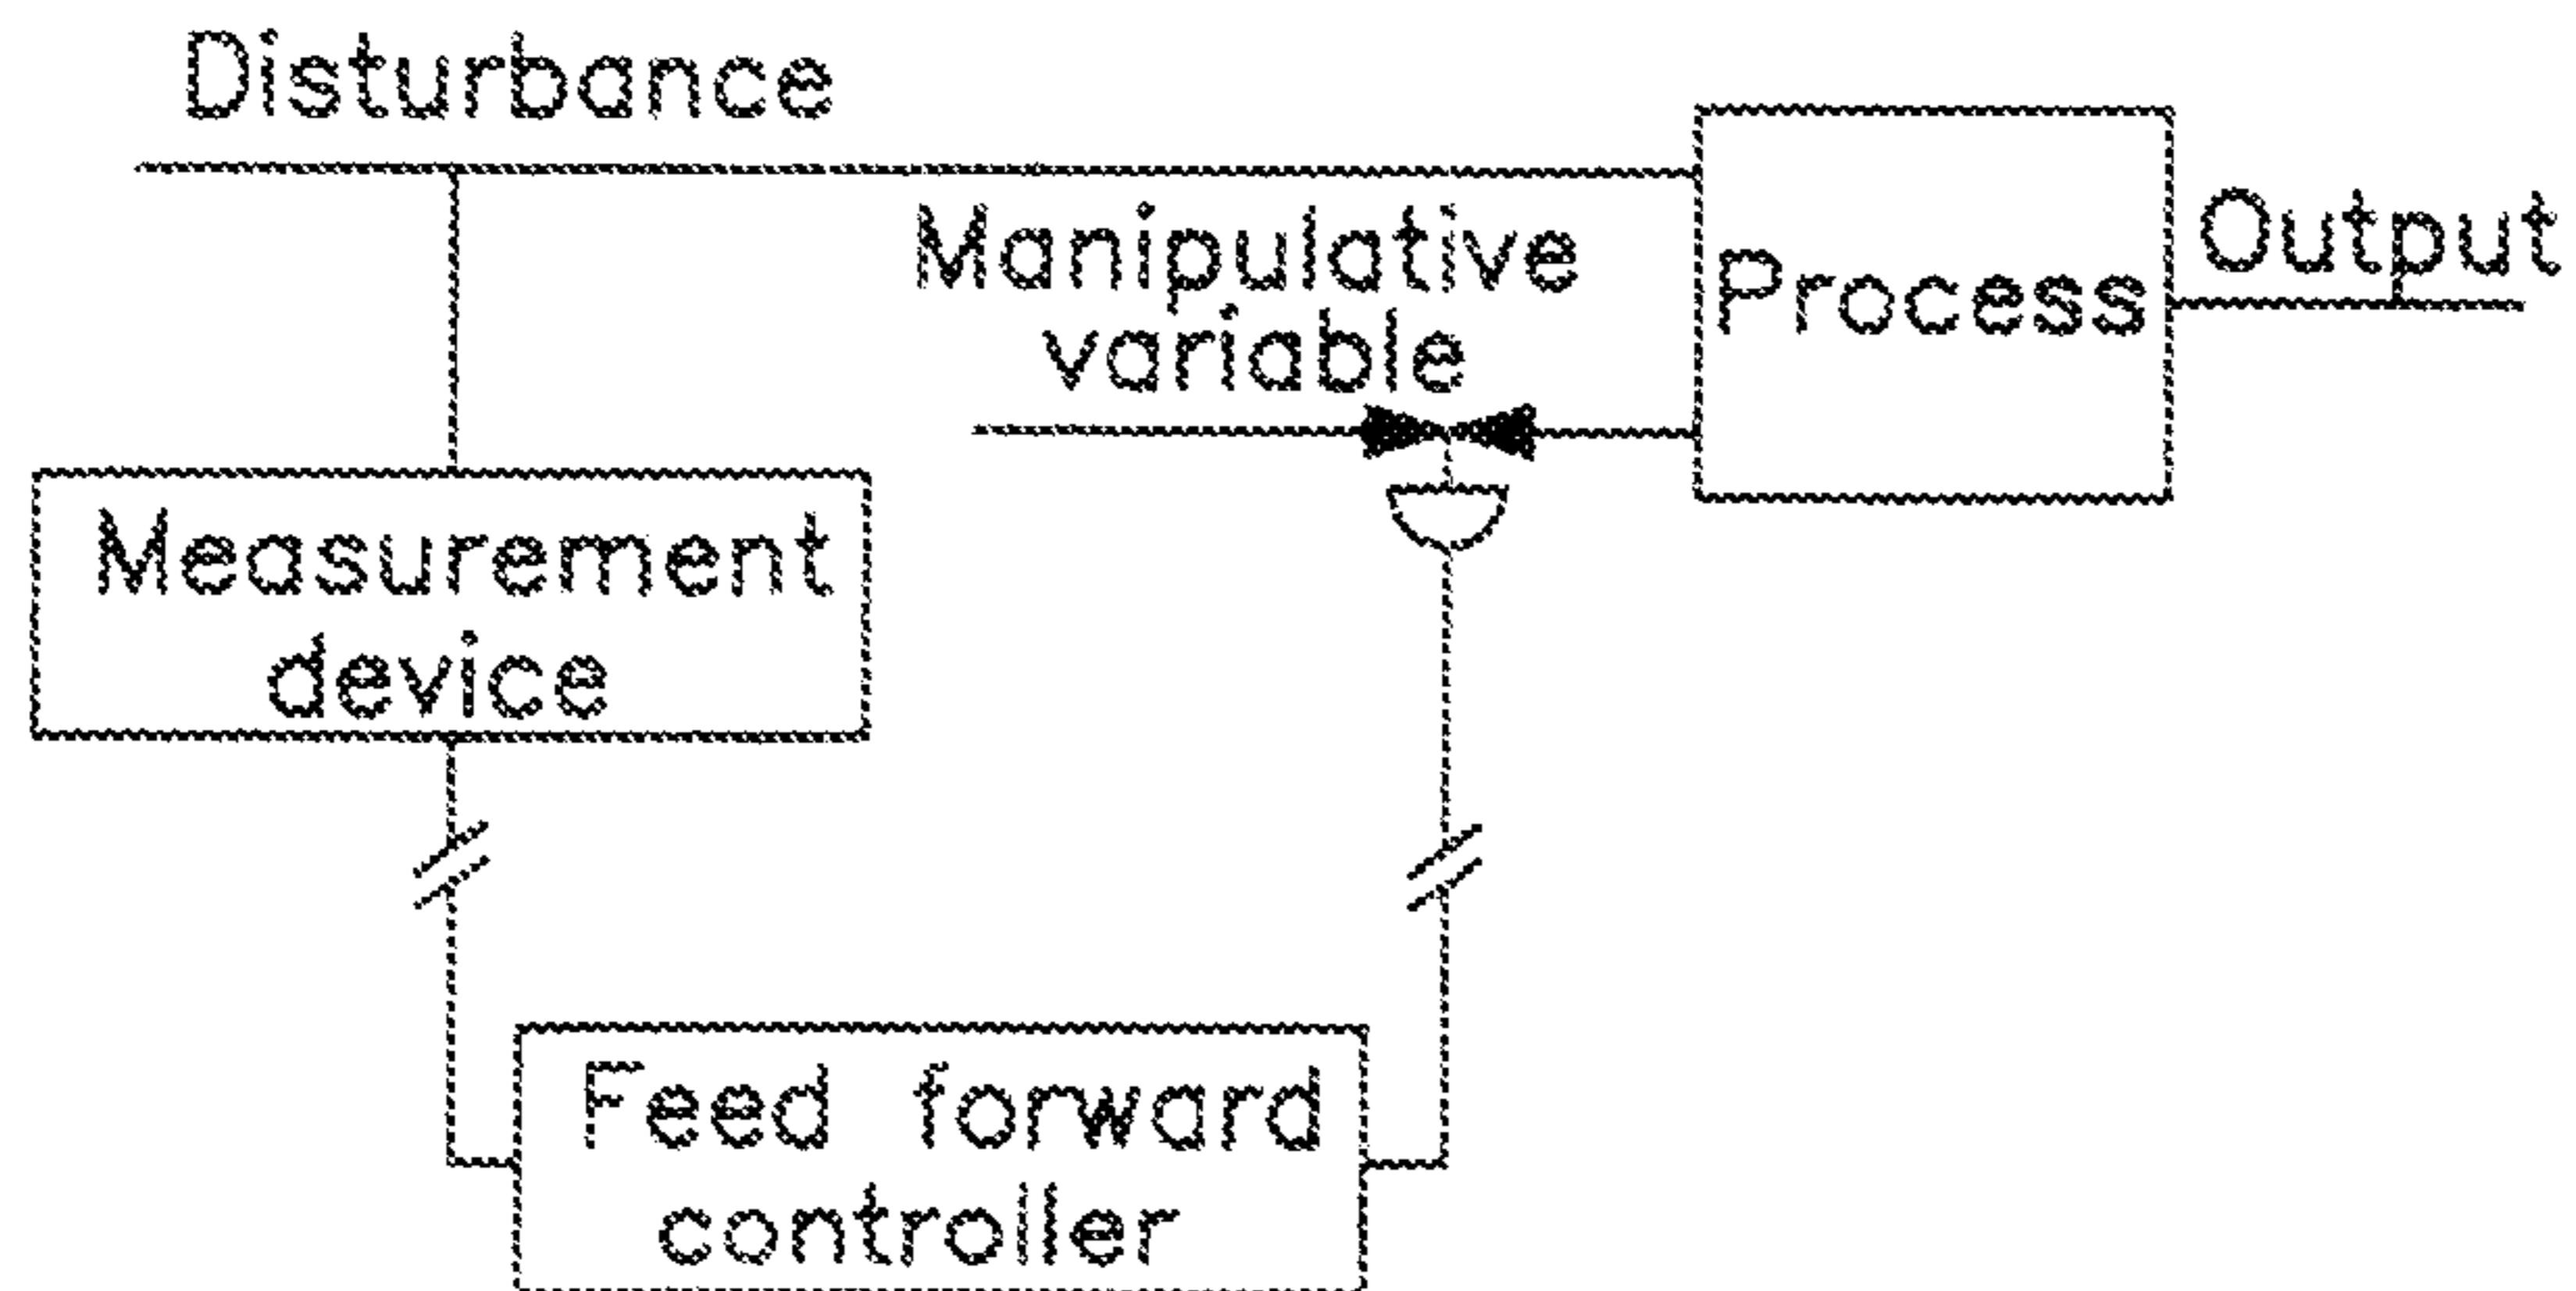 Disturbance
Manipulative
variable
Process
Output
Measurement
device
Feed forward
controller